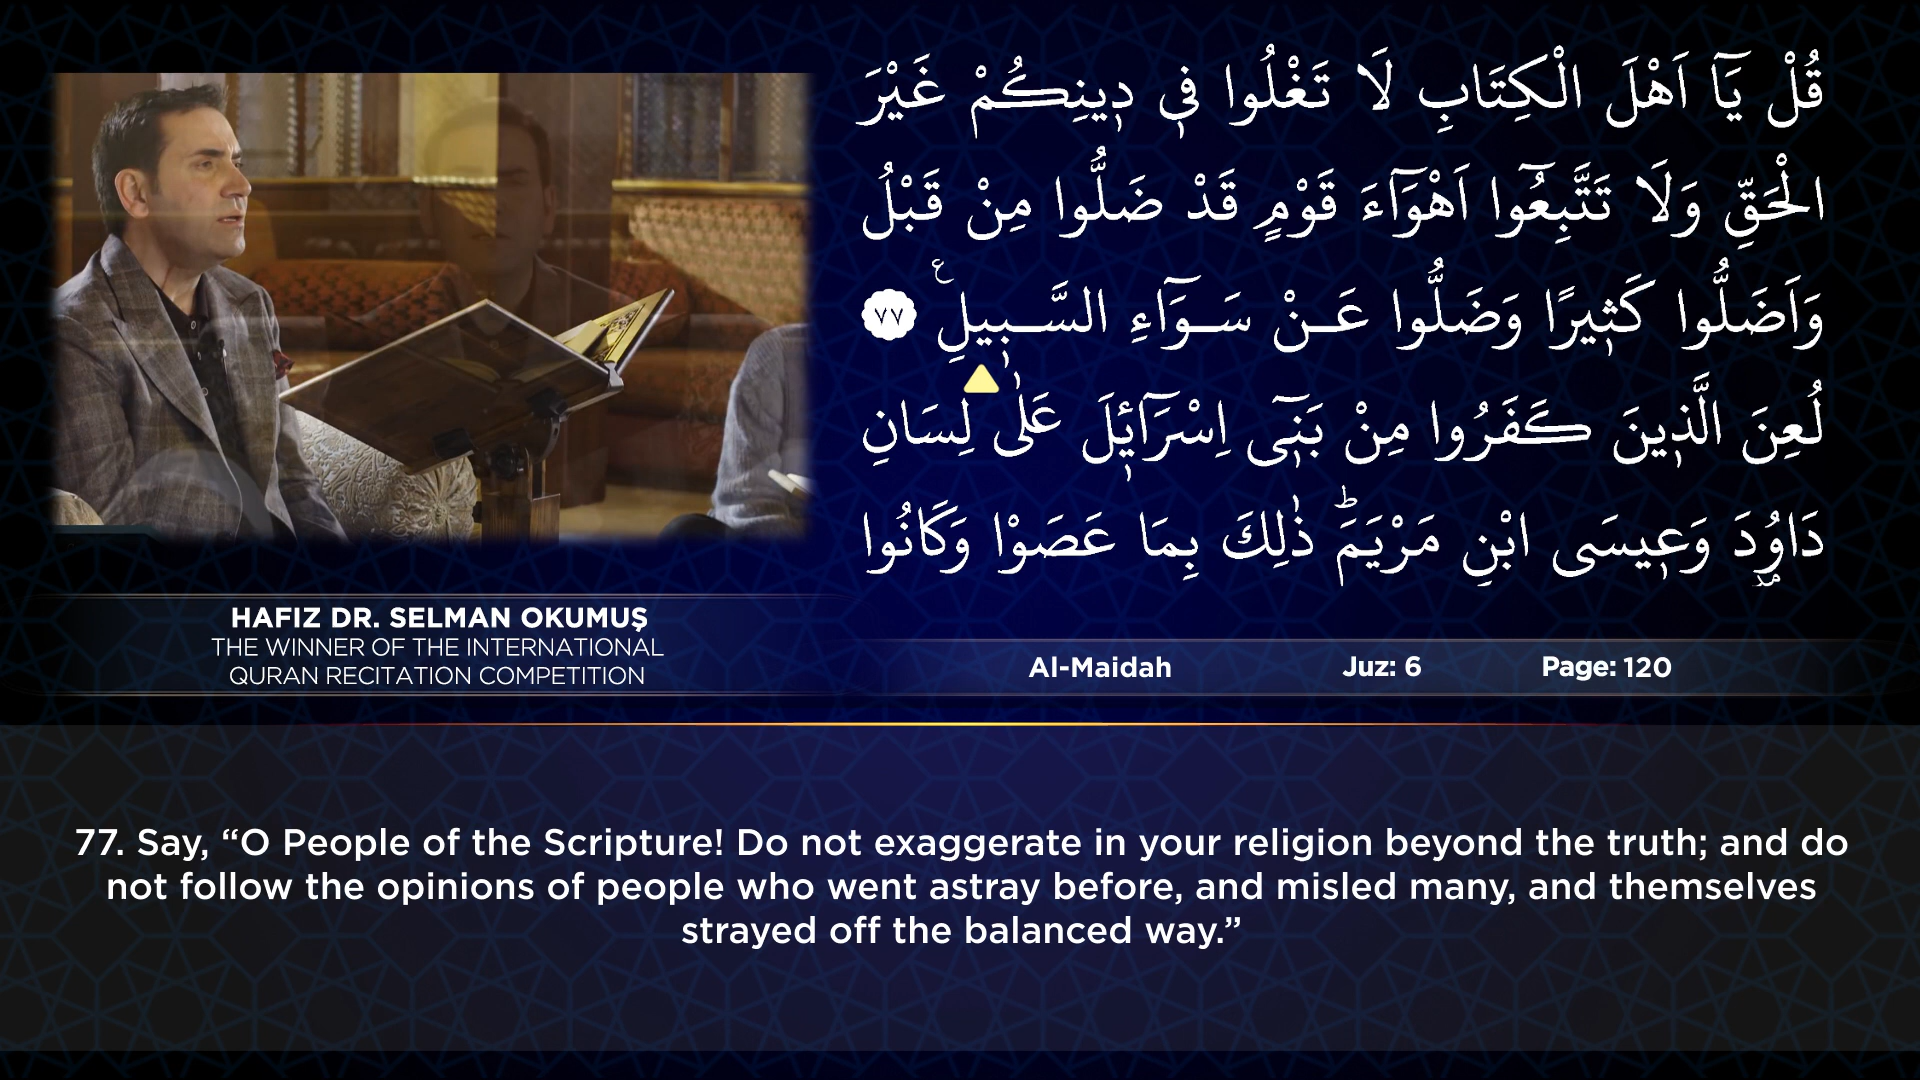 قُلْ يَآ اَهْلَ الْكِتَابِ لَا تَغْلُوا فٖي دٖينِكُمْ غَيْرَ
الْحَقِّ وَلَا تَتَّبِعُٓوا اَهْوَٓاءَ قَوْمٍ قَدْ ضَلُّوا مِنْ قَبْلُ
وَاَضَلُّوا كَثٖيرًا وَضَلُّوا عَنْ سَوَٓاءِ السَّبٖيلِ ࣖ ٧٧
لُعِنَ الَّذٖينَ كَفَرُوا مِنْ بَنٖٓي اِسْرَٓائٖلَ عَلٰى لِسَانِ
دَاوُ۫دَ وَعٖيسَى ابْنِ مَرْيَمَؕ ذٰلِكَ بِمَا عَصَوْا وَكَانُوا
HAFIZ DR. SELMAN OKUMUŞ
THE WINNER OF THE INTERNATIONAL
QURAN RECITATION COMPETITION
Al-Maidah Juz: 6 Page: 120
77. Say, “O People of the Scripture! Do not exaggerate in your religion beyond the truth; and do
not follow the opinions of people who went astray before, and misled many, and themselves
strayed off the balanced way.”